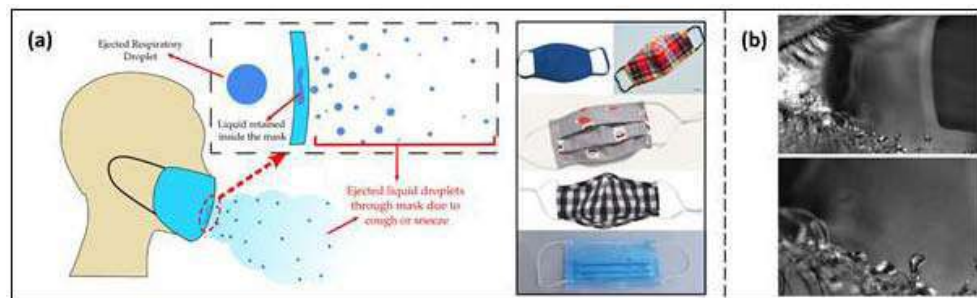 (a)
Ejected Respiratory
Droplet
Liquid retained
inside the mask
Ejected liquid droplets
through mask due to
cough or sneeze
(b)